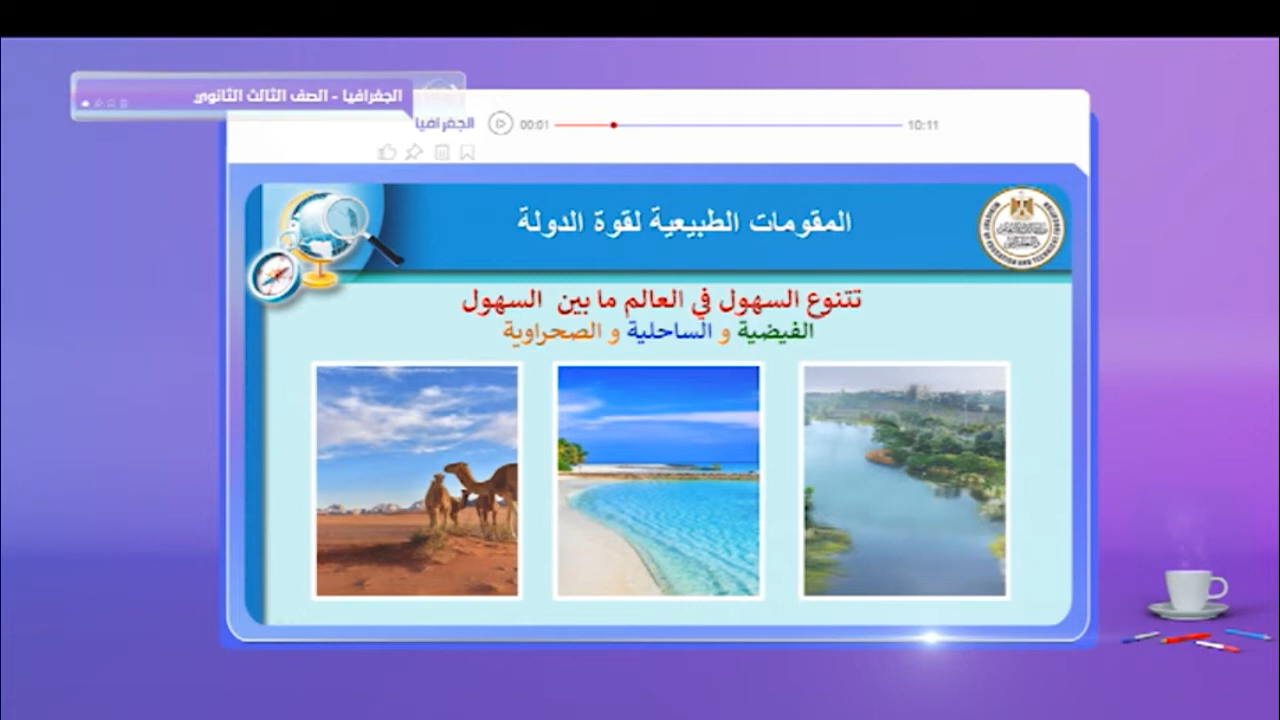 الجغرافيا - الصف الثالث الثانوي
الجغرافيا
00:01
10:11
المقومات الطبيعية لقوة الدولة
تتنوع السهول في العالم ما بين السهول
الفيضية و الساحلية و الصحراوية